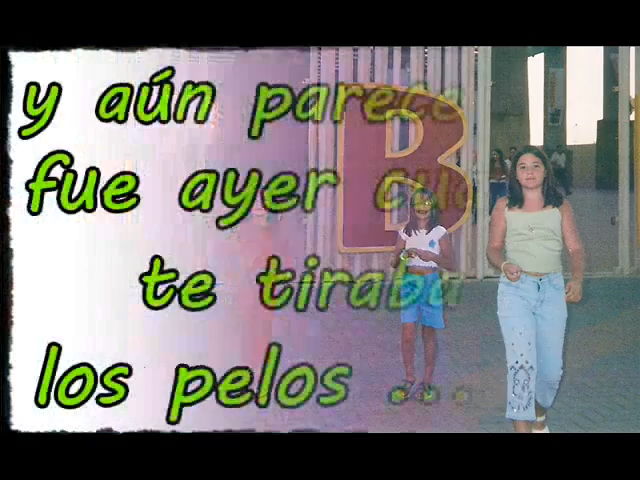 y aún parece
fue ayer
te tiraba
los pelos ...
B